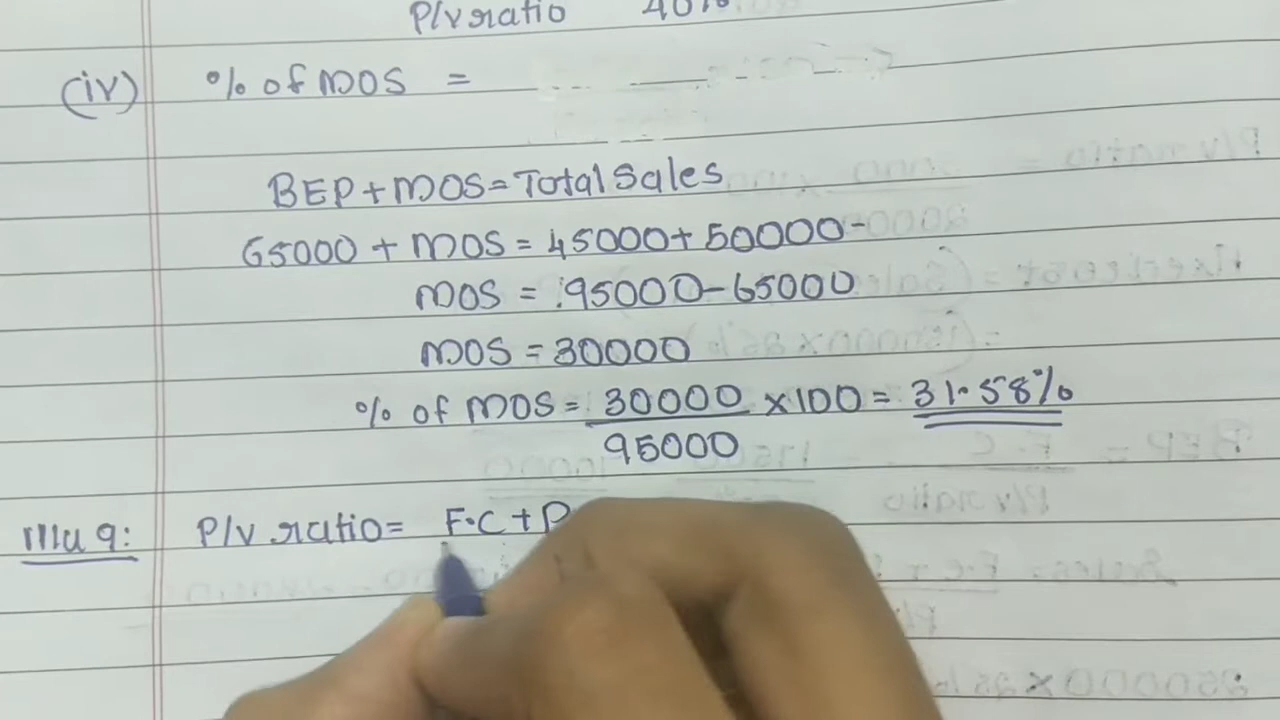 P/v ratio 40%
(iv) % of MOS =
BEP + MOS = Total Sales
65000 + MOS = 45000 + 50000 -
MOS = 95000 - 65000
MOS = 30000
% of MOS = 30000 × 100 = 31.58%
95000
Illu 9: P/v ratio = F.C + P